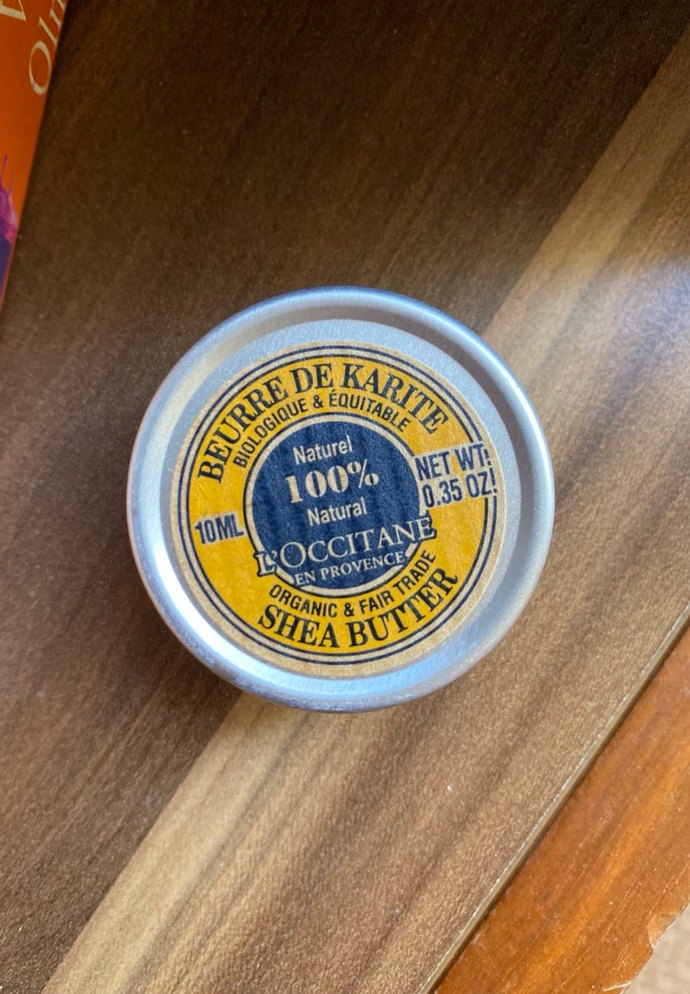 BEURRE DE KARITE
BIOLOGIQUE & ÉQUITABLE
Naturel
100%
Natural
10ML
NET WT.
0.35 OZ.
L'OCCITANE
EN PROVENCE
ORGANIC & FAIR TRADE
SHEA BUTTER